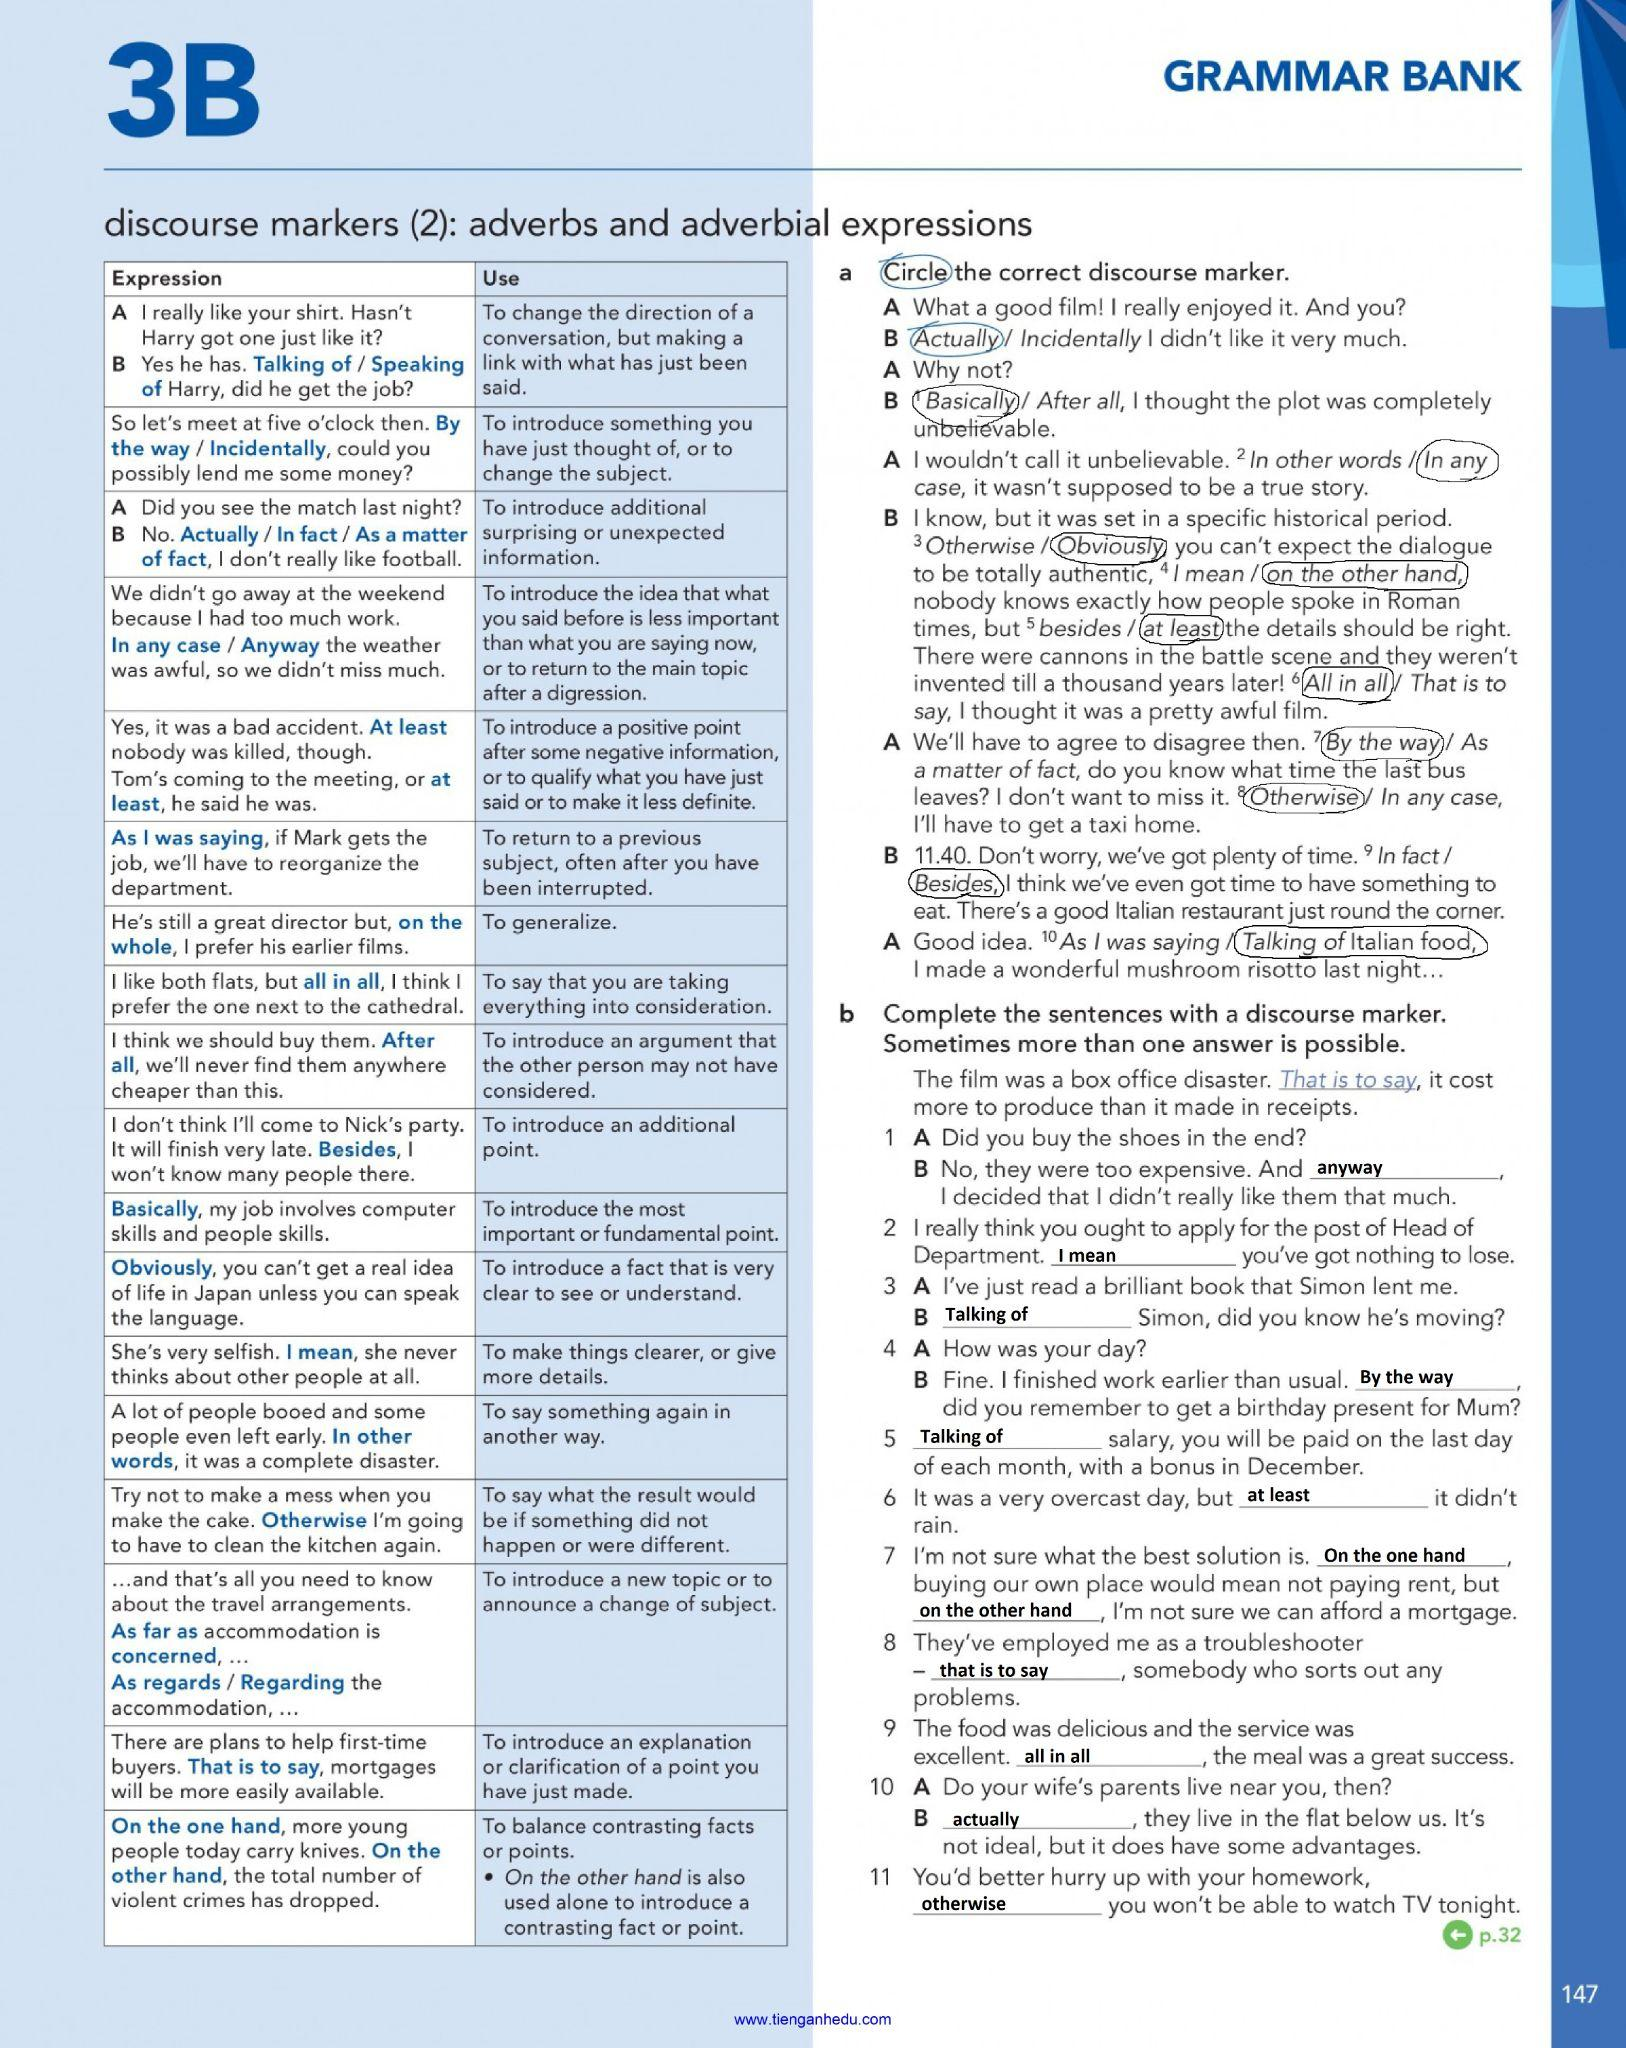 3B
GRAMMAR BANK
discourse markers (2): adverbs and adverbial expressions
Expression
Use
A I really like your shirt. Hasn't
Harry got one just like it?
B Yes he has. Talking of / Speaking
of Harry, did he get the job?
To change the direction of a
conversation, but making a
link with what has just been
said.
So let's meet at five o'clock then. By
the way / Incidentally, could you
possibly lend me some money?
To introduce something you
have just thought of, or to
change the subject.
A Did you see the match last night?
B No. Actually / In fact / As a matter
of fact, I don't really like football.
To introduce additional
surprising or unexpected
information.
We didn't go away at the weekend
because I had too much work.
In any case / Anyway the weather
was awful, so we didn't miss much.
To introduce the idea that what
you said before is less important
than what you are saying now,
or to return to the main topic
after a digression.
Yes, it was a bad accident. At least
nobody was killed, though.
Tom's coming to the meeting, or at
least, he said he was.
To introduce a positive point
after some negative information,
or to qualify what you have just
said or to make it less definite.
As I was saying, if Mark gets the
job, we'll have to reorganize the
department.
To return to a previous
subject, often after you have
been interrupted.
He's still a great director but, on the
whole, I prefer his earlier films.
To generalize.
I like both flats, but all in all, I think I
prefer the one next to the cathedral.
To say that you are taking
everything into consideration.
I think we should buy them. After
all, we'll never find them anywhere
cheaper than this.
To introduce an argument that
the other person may not have
considered.
I don't think I'll come to Nick's party.
It will finish very late. Besides, I
won't know many people there.
To introduce an additional
point.
Basically, my job involves computer
skills and people skills.
To introduce the most
important or fundamental point.
Obviously, you can't get a real idea
of life in Japan unless you can speak
the language.
To introduce a fact that is very
clear to see or understand.
She's very selfish. I mean, she never
thinks about other people at all.
To make things clearer, or give
more details.
A lot of people booed and some
people even left early. In other
words, it was a complete disaster.
To say something again in
another way.
Try not to make a mess when you
make the cake. Otherwise I'm going
to have to clean the kitchen again.
To say what the result would
be if something did not
happen or were different.
...and that's all you need to know
about the travel arrangements.
As far as accommodation is
concerned, ...
As regards / Regarding the
accommodation, ...
To introduce a new topic or to
announce a change of subject.
There are plans to help first-time
buyers. That is to say, mortgages
will be more easily available.
To introduce an explanation
or clarification of a point you
have just made.
On the one hand, more young
people today carry knives. On the
other hand, the total number of
violent crimes has dropped.
To balance contrasting facts
or points.
• On the other hand is also
used alone to introduce a
contrasting fact or point.
a Circle the correct discourse marker.
A What a good film! I really enjoyed it. And you?
B Actually / Incidentally I didn't like it very much.
A Why not?
B 1 Basically / After all, I thought the plot was completely
unbelievable.
A I wouldn't call it unbelievable. 2 In other words / In any
case, it wasn't supposed to be a true story.
B I know, but it was set in a specific historical period.
3 Otherwise / Obviously, you can't expect the dialogue
to be totally authentic, 4 I mean / on the other hand,
nobody knows exactly how people spoke in Roman
times, but 5 besides / at least the details should be right.
There were cannons in the battle scene and they weren't
invented till a thousand years later! 6 All in all / That is to
say, I thought it was a pretty awful film.
A We'll have to agree to disagree then. 7 By the way / As
a matter of fact, do you know what time the last bus
leaves? I don't want to miss it. 8 Otherwise / In any case,
I'll have to get a taxi home.
B 11.40. Don't worry, we've got plenty of time. 9 In fact /
Besides, I think we've even got time to have something to
eat. There's a good Italian restaurant just round the corner.
A Good idea. 10 As I was saying / Talking of Italian food,
I made a wonderful mushroom risotto last night...
b Complete the sentences with a discourse marker.
Sometimes more than one answer is possible.
The film was a box office disaster. That is to say, it cost
more to produce than it made in receipts.
1 A Did you buy the shoes in the end?
B No, they were too expensive. And anyway,
I decided that I didn't really like them that much.
2 I really think you ought to apply for the post of Head of
Department. I mean you've got nothing to lose.
3 A I've just read a brilliant book that Simon lent me.
B Talking of Simon, did you know he's moving?
4 A How was your day?
B Fine. I finished work earlier than usual. By the way,
did you remember to get a birthday present for Mum?
5 Talking of salary, you will be paid on the last day
of each month, with a bonus in December.
6 It was a very overcast day, but at least it didn't
rain.
7 I'm not sure what the best solution is. On the one hand,
buying our own place would mean not paying rent, but
on the other hand, I'm not sure we can afford a mortgage.
8 They've employed me as a troubleshooter
– that is to say, somebody who sorts out any
problems.
9 The food was delicious and the service was
excellent. all in all, the meal was a great success.
10 A Do your wife's parents live near you, then?
B actually, they live in the flat below us. It's
not ideal, but it does have some advantages.
11 You'd better hurry up with your homework,
otherwise you won't be able to watch TV tonight.
p.32
147
www.tienganhedu.com